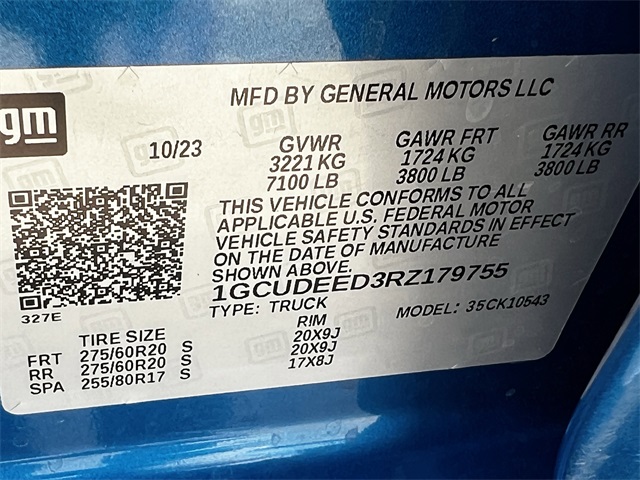 gm
MFD BY GENERAL MOTORS LLC
10/23
GVWR GAWR FRT GAWR RR
3221 KG 1724 KG 1724 KG
7100 LB 3800 LB 3800 LB
THIS VEHICLE CONFORMS TO ALL
APPLICABLE U.S. FEDERAL MOTOR
VEHICLE SAFETY STANDARDS IN EFFECT
ON THE DATE OF MANUFACTURE
SHOWN ABOVE.
1GCUDEED3RZ179755
327E
TYPE: TRUCK MODEL: 35CK10543
TIRE SIZE RIM
FRT 275/60R20 S 20X9J
RR 275/60R20 S 20X9J
SPA 255/80R17 S 17X8J